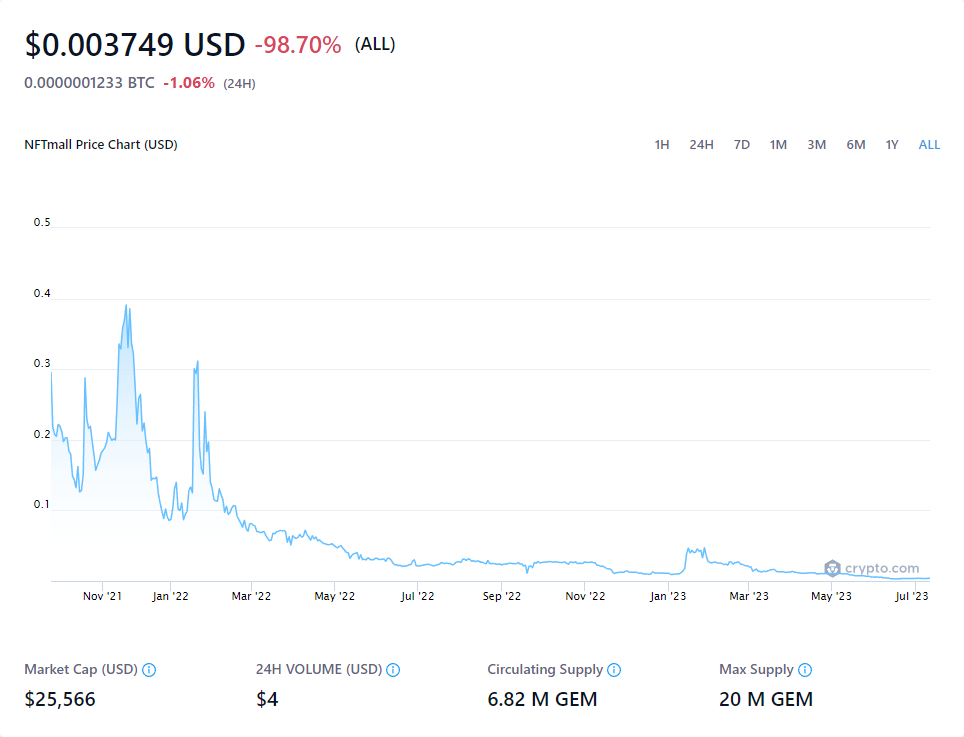 $0.003749 USD -98.70% (ALL)
0.0000001233 BTC -1.06% (24H)
NFTmall Price Chart (USD) 1H 24H 7D 1M 3M 6M 1Y ALL
0.5
0.4
0.3
0.2
0.1
crypto.com
Nov '21 Jan '22 Mar '22 May '22 Jul '22 Sep '22 Nov '22 Jan '23 Mar '23 May '23 Jul '23
Market Cap (USD) 24H VOLUME (USD) Circulating Supply Max Supply
$25,566 $4 6.82 M GEM 20 M GEM